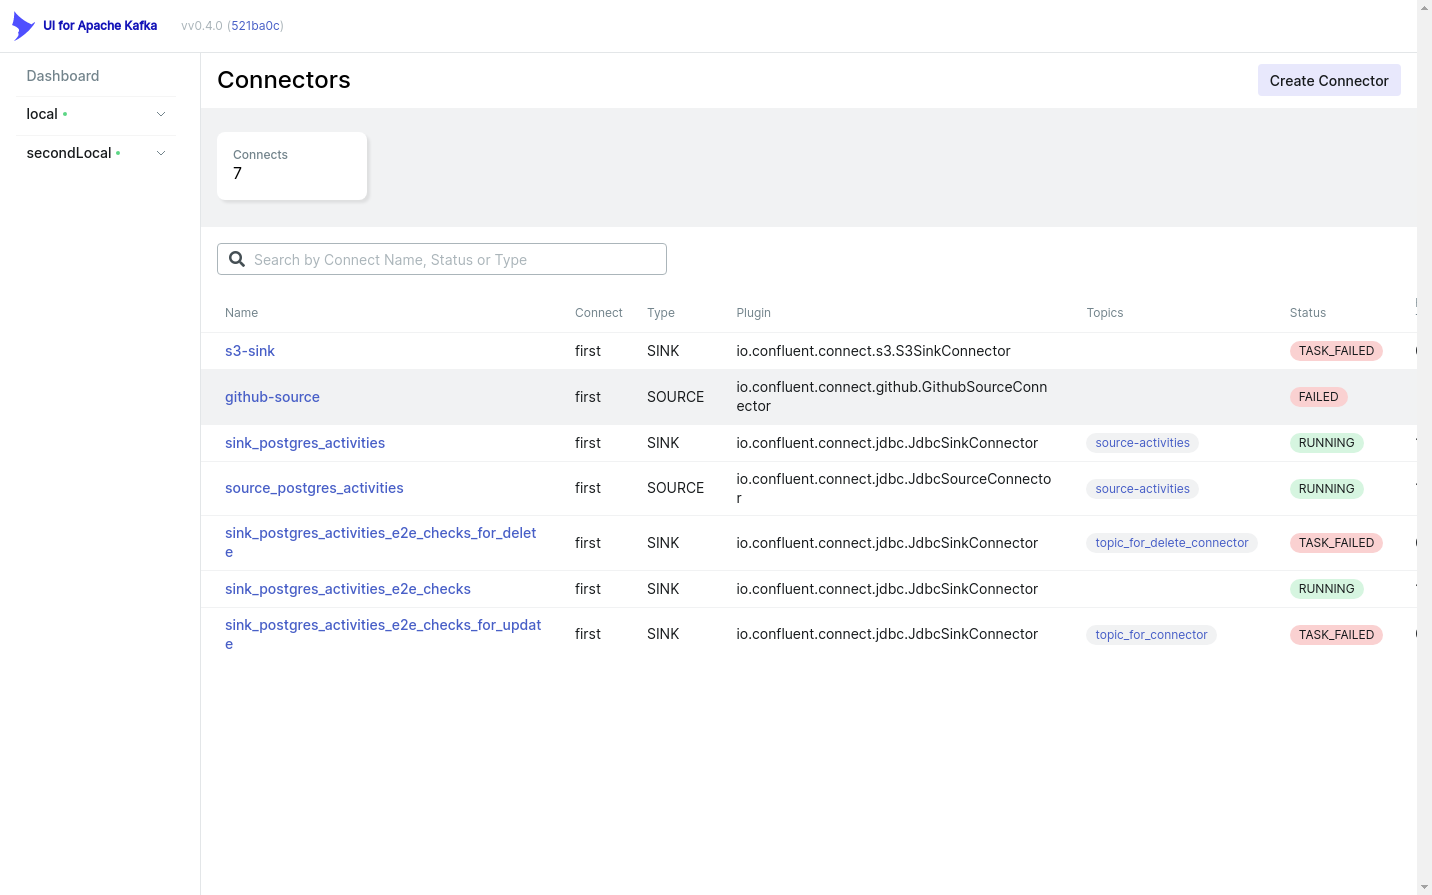 UI for Apache Kafka vv0.4.0 (521ba0c)
Dashboard
local
secondLocal
Connectors
Create Connector
Connects
7
Search by Connect Name, Status or Type
Name Connect Type Plugin Topics Status
s3-sink first SINK io.confluent.connect.s3.S3SinkConnector TASK_FAILED
github-source first SOURCE io.confluent.connect.github.GithubSourceConn
ector FAILED
sink_postgres_activities first SINK io.confluent.connect.jdbc.JdbcSinkConnector source-activities RUNNING
source_postgres_activities first SOURCE io.confluent.connect.jdbc.JdbcSourceConnecto
r source-activities RUNNING
sink_postgres_activities_e2e_checks_for_delet
e first SINK io.confluent.connect.jdbc.JdbcSinkConnector topic_for_delete_connector TASK_FAILED
sink_postgres_activities_e2e_checks first SINK io.confluent.connect.jdbc.JdbcSinkConnector RUNNING
sink_postgres_activities_e2e_checks_for_updat
e first SINK io.confluent.connect.jdbc.JdbcSinkConnector topic_for_connector TASK_FAILED